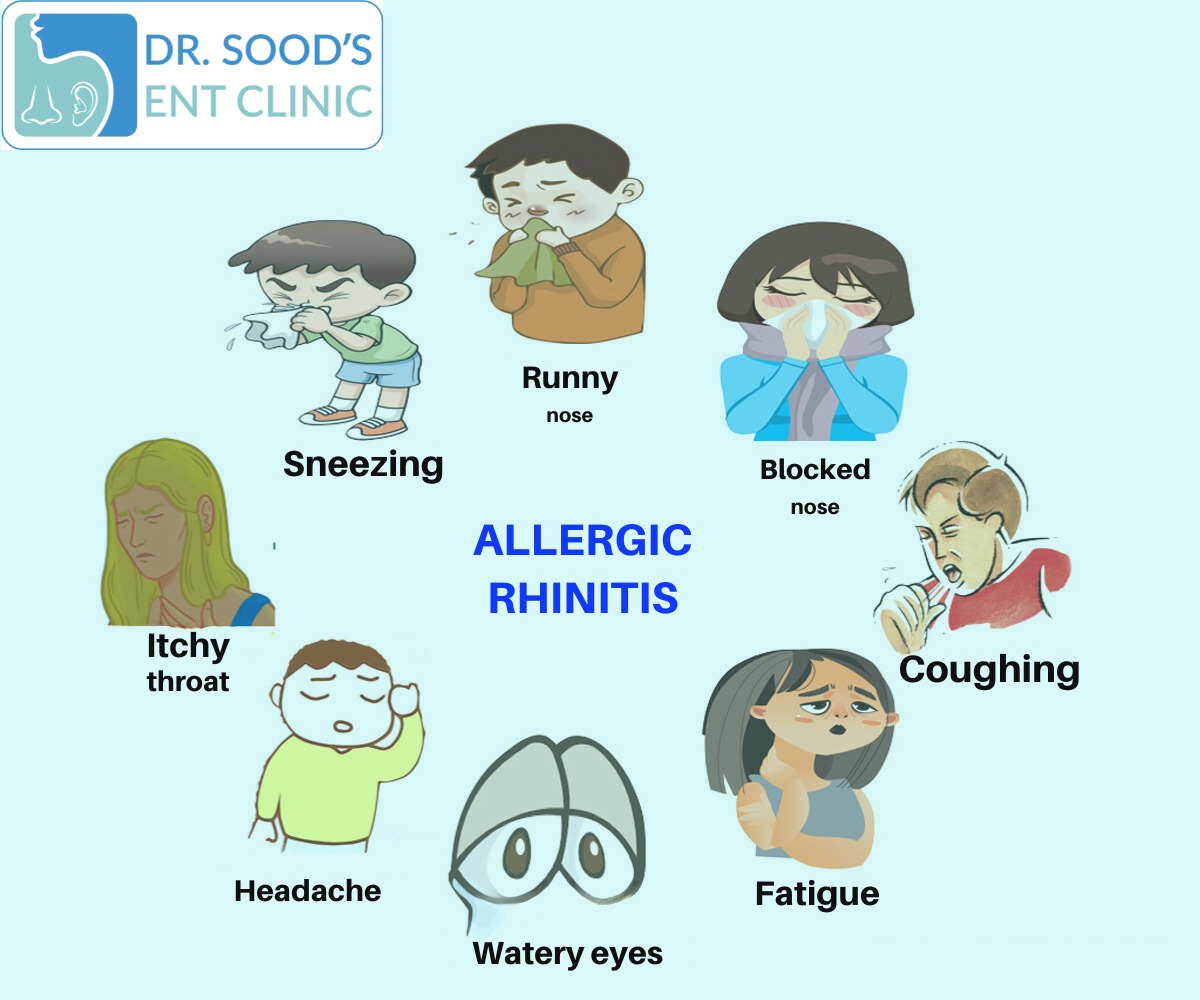 DR. SOOD'S
ENT CLINIC
Runny
nose
Sneezing
Blocked
nose
ALLERGIC
RHINITIS
Itchy
throat
Coughing
Headache
Fatigue
Watery eyes